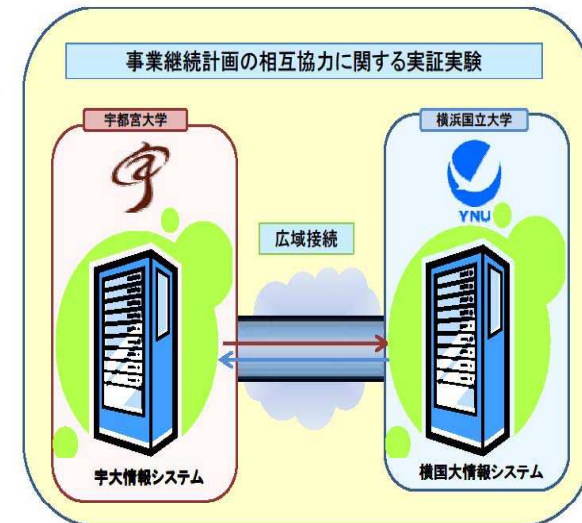 事業継続計画の相互協力に関する実証実験
宇都宮大学
横浜国立大学
YNU
広域接続
宇大情報システム
横国大情報システム